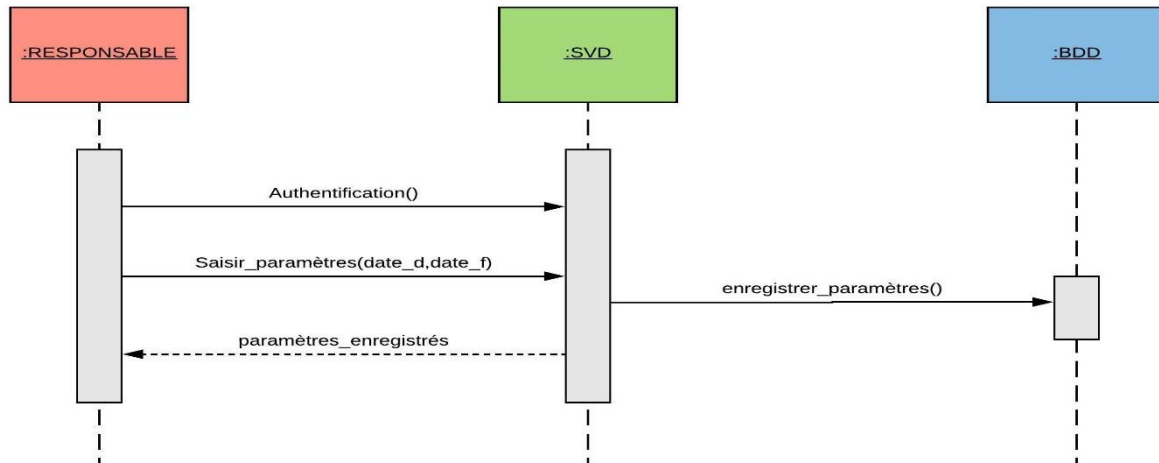 :RESPONSABLE
:SVD
:BDD
Authentification()
Saisir_paramètres(date_d,date_f)
enregistrer_paramètres()
paramètres_enregistrés